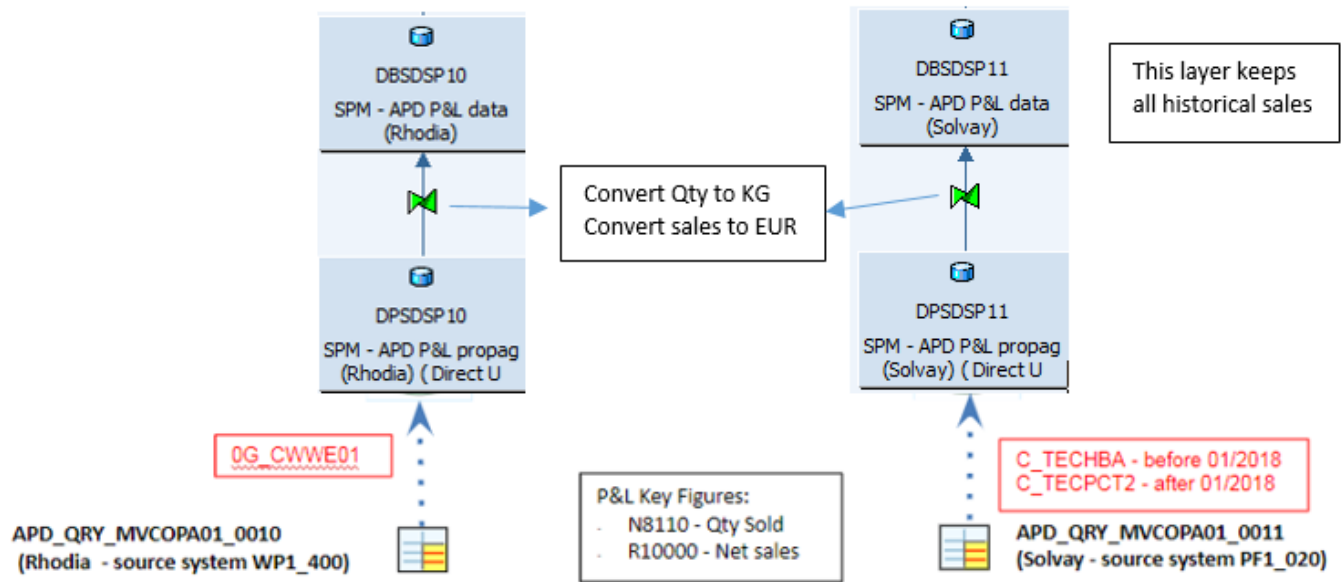 DBSDSP10
SPM - APD P&L data
(Rhodia)
DBSDSP11
SPM - APD P&L data
(Solvay)
This layer keeps
all historical sales
Convert Qty to KG
Convert sales to EUR
DPSDSP10
SPM - APD P&L propag
(Rhodia) ( Direct U
DPSDSP11
SPM - APD P&L propag
(Solvay) ( Direct U
0G_CWWE01
C_TECHBA - before 01/2018
C_TECPCT2 - after 01/2018
P&L Key Figures:
. N8110 - Qty Sold
. R10000 - Net sales
APD_QRY_MVCOPA01_0010
(Rhodia - source system WP1_400)
APD_QRY_MVCOPA01_0011
(Solvay - source system PF1_020)